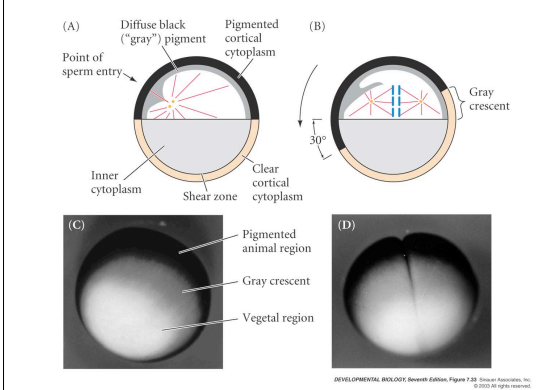 (A)
Diffuse black
("gray") pigment
Pigmented
cortical
cytoplasm
(B)
Point of
sperm entry
Gray
crescent
30°
Inner
cytoplasm
Shear zone
Clear
cortical
cytoplasm
(C)
Pigmented
animal region
Gray crescent
Vegetal region
(D)
DEVELOPMENTAL BIOLOGY, Seventh Edition, Figure 7.33 Sinauer Associates, Inc.
© 2003 All rights reserved.